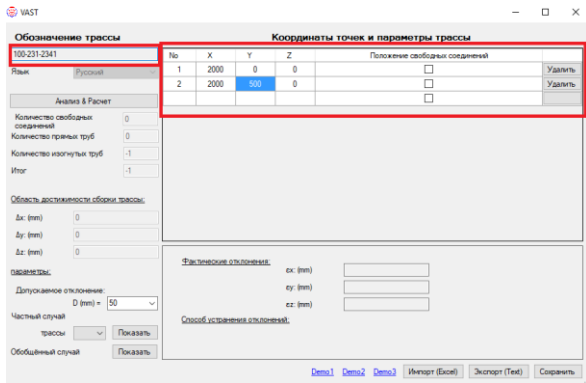 VAST
Обозначение трассы
100-231-2341
Язык Русский
Анализ & Расчет
Количество свободных соединений 0
Количество прямых труб 0
Количество изогнутых труб -1
Итог -1
Область достижимости сборки трассы:
Δx: (mm) 0
Δy: (mm) 0
Δz: (mm) 0
параметры:
Допускаемое отклонение:
D (mm) = 50
Частный случай
трассы Показать
Обобщённый случай Показать
Координаты точек и параметры трассы
No X Y Z Положение свободных соединений
1 2000 0 0 Удалить
2 2000 500 0 Удалить
Фактические отклонения:
εx: (mm)
εy: (mm)
εz: (mm)
Способ устранения отклонений:
Demo1 Demo2 Demo3 Импорт (Excel) Экспорт (Text) Сохранить